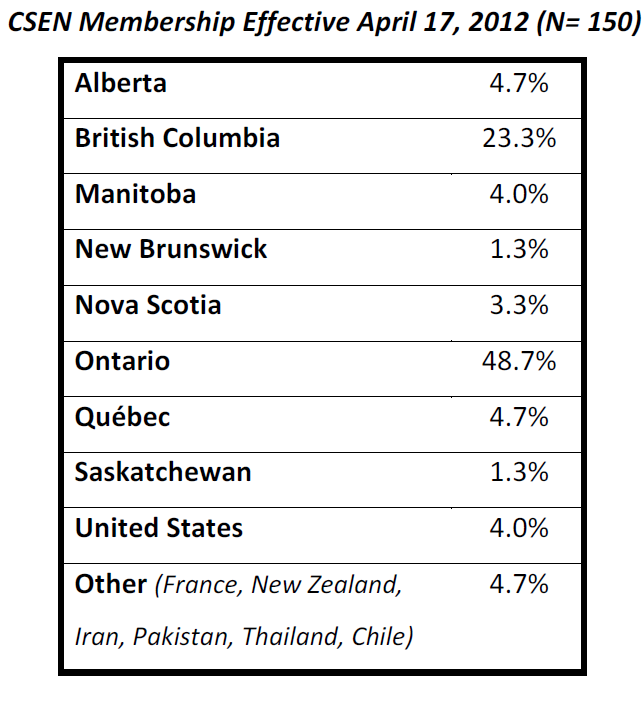 CSEN Membership Effective April 17, 2012 (N= 150)
Alberta 4.7%
British Columbia 23.3%
Manitoba 4.0%
New Brunswick 1.3%
Nova Scotia 3.3%
Ontario 48.7%
Québec 4.7%
Saskatchewan 1.3%
United States 4.0%
Other (France, New Zealand, 4.7%
Iran, Pakistan, Thailand, Chile)